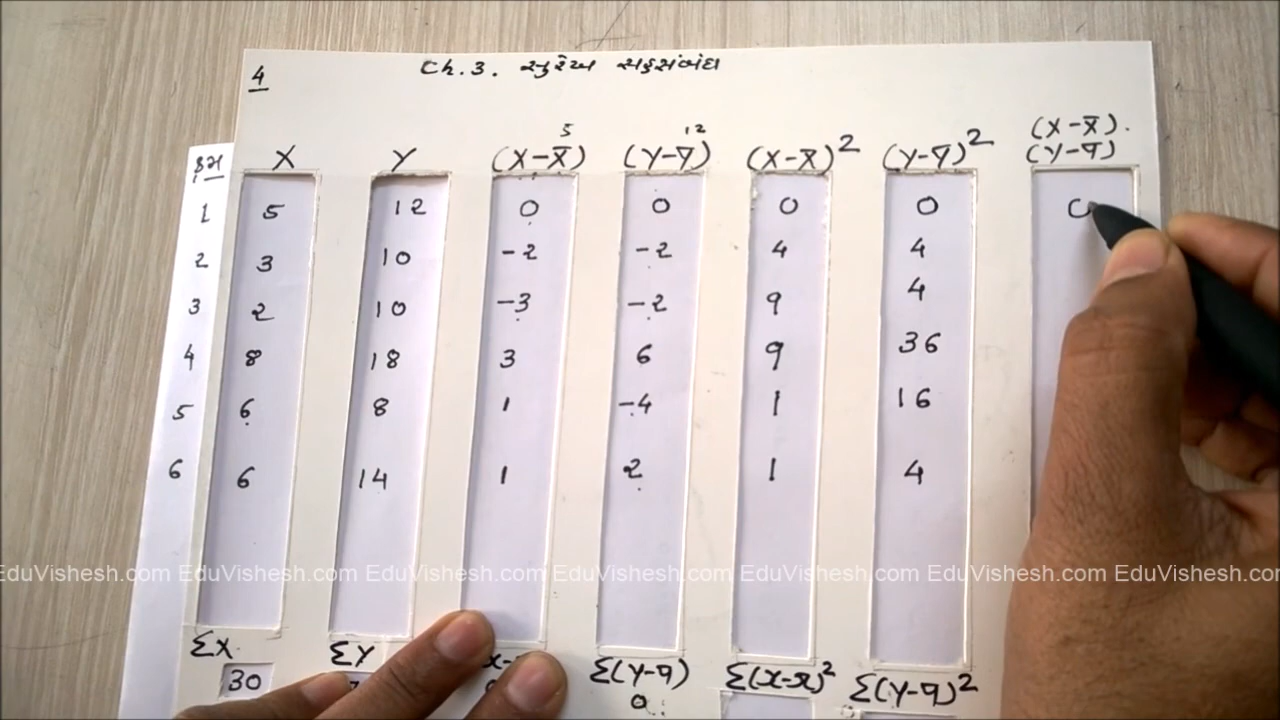 4
Ch. 3. સુરેખ સહસંબંધ
5 12 (X-X̄).
ક્રમ X Y (X-X̄) (Y-Ȳ) (X-X̄)² (Y-Ȳ)² (Y-Ȳ)
1 5 12 0 0 0 0 0
2 3 10 -2 -2 4 4
3 2 10 -3 -2 9 4
4 8 18 3 6 9 36
5 6 8 1 -4 1 16
6 6 14 1 2 1 4
EduVishesh.com EduVishesh.com EduVishesh.com EduVishesh.com EduVishesh.com EduVishesh.com EduVishesh.com
ΣX ΣY Σ(Y-Ȳ) Σ(X-X̄)² Σ(Y-Ȳ)²
30 0